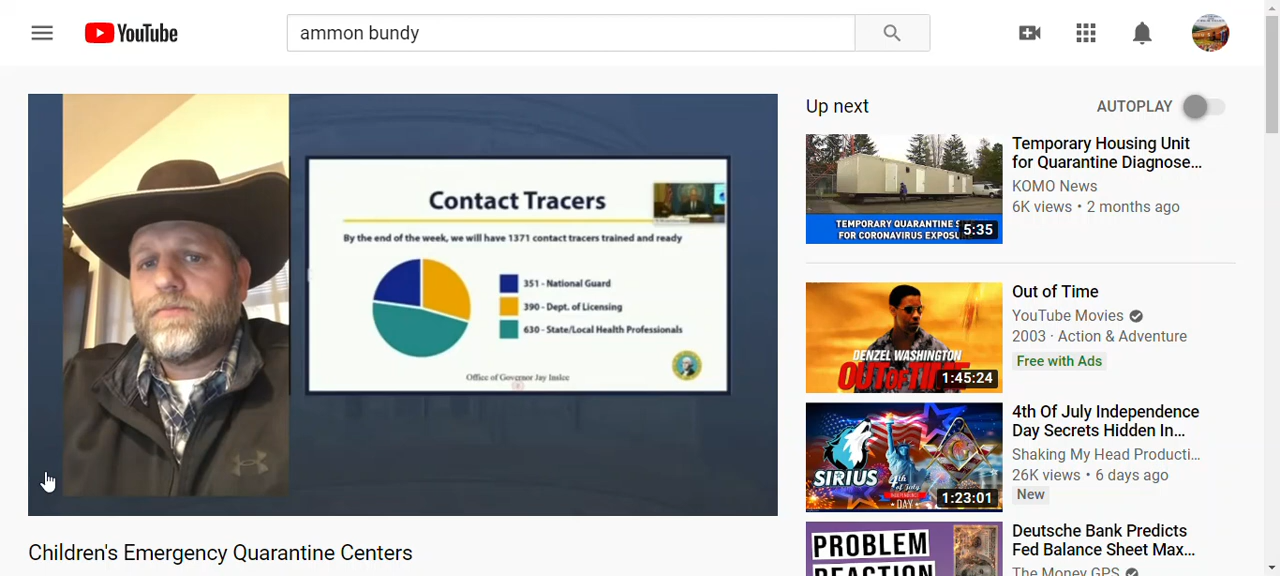 YouTube
ammon bundy
Contact Tracers
By the end of the week, we will have 1371 contact tracers trained and ready
351 - National Guard
390 - Dept. of Licensing
630 - State/Local Health Professionals
Office of Governor Jay Inslee
Children's Emergency Quarantine Centers
Up next
AUTOPLAY
TEMPORARY QUARANTINE S
FOR CORONAVIRUS EXPOSU
5:35
Temporary Housing Unit
for Quarantine Diagnose...
KOMO News
6K views • 2 months ago
DENZEL WASHINGTON
OUT OF TIME
1:45:24
Out of Time
YouTube Movies
2003 · Action & Adventure
Free with Ads
SIRIUS
4th
of July
INDEPENDENCE
DAY
1:23:01
4th Of July Independence
Day Secrets Hidden In...
Shaking My Head Producti...
26K views • 6 days ago
New
PROBLEM
REACTION
Deutsche Bank Predicts
Fed Balance Sheet Max...
The Money GPS